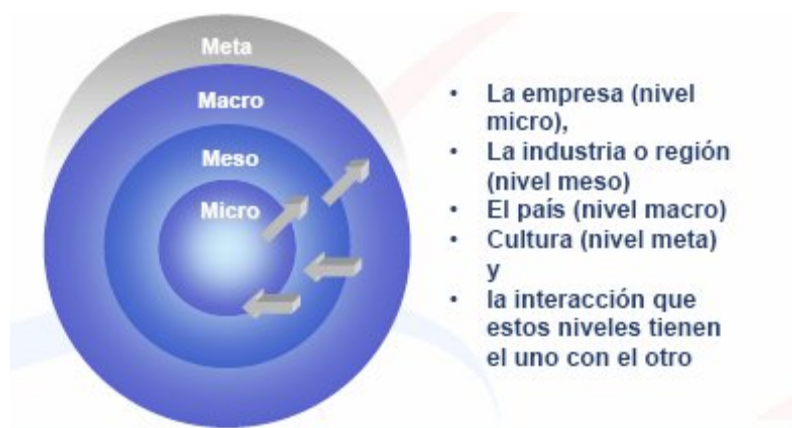 Meta
Macro
Meso
Micro
• La empresa (nivel
micro),
• La industria o región
(nivel meso)
• El país (nivel macro)
• Cultura (nivel meta)
y
• la interacción que
estos niveles tienen
el uno con el otro